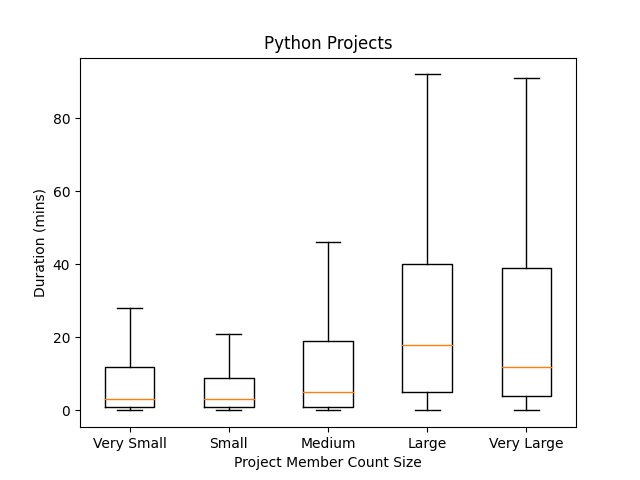 Python Projects
Duration (mins)
80
60
40
20
0
Very Small Small Medium Large Very Large
Project Member Count Size